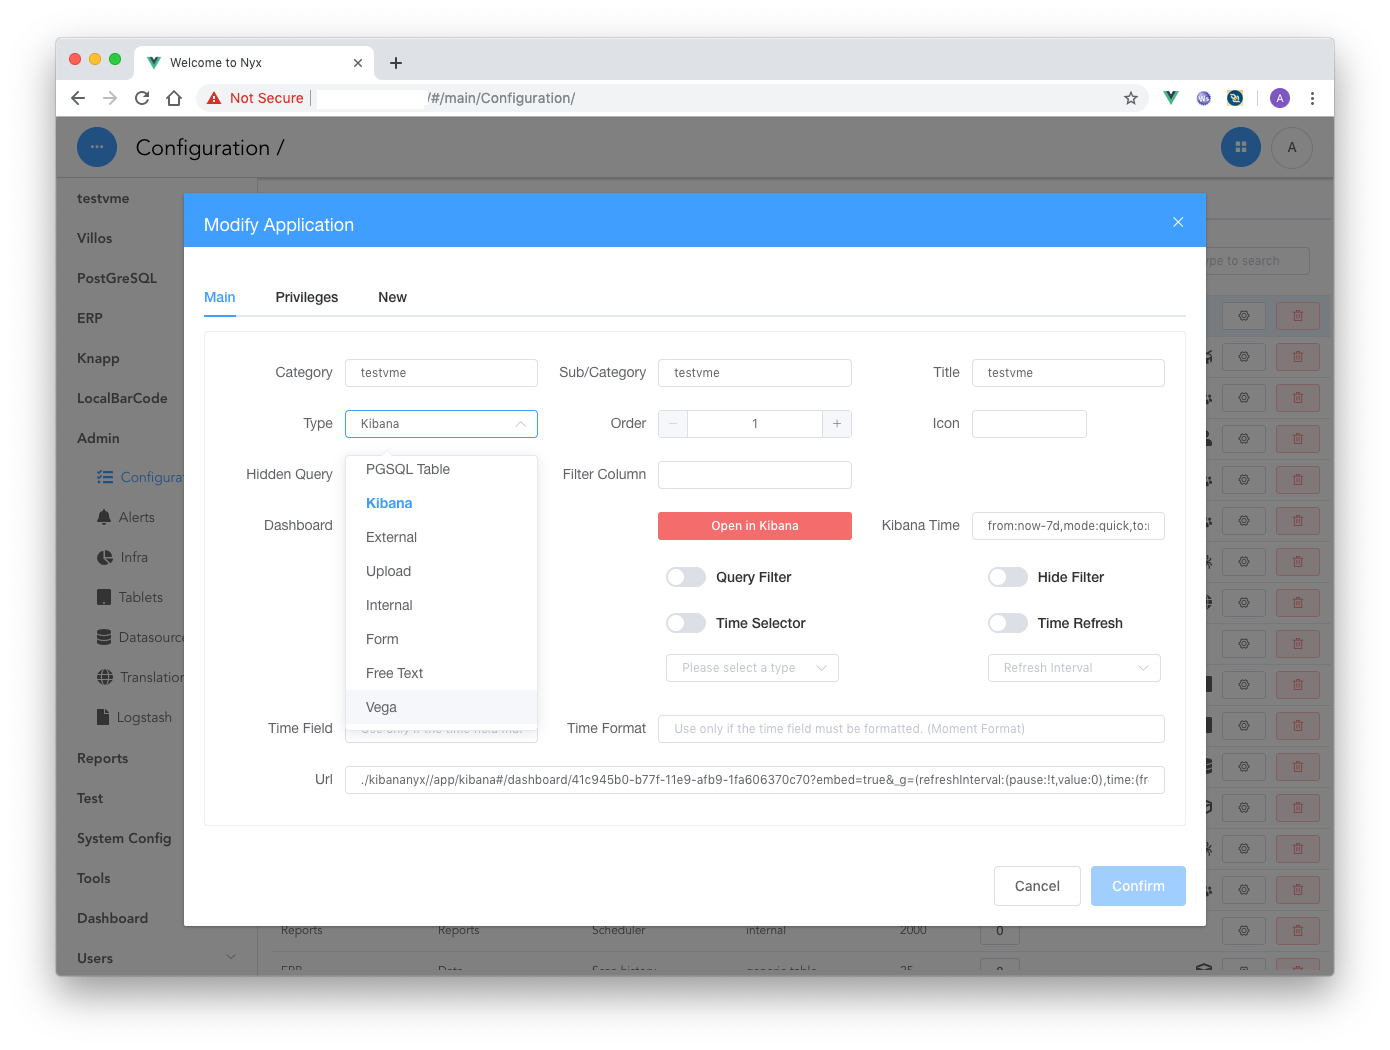 Welcome to Nyx
Not Secure
/#/main/Configuration/
A
Configuration /
A
testvme
Villos
PostGreSQL
ERP
Knapp
LocalBarCode
Admin
Alerts
Infra
Tablets
Logstash
Reports
Test
System Config
Tools
Dashboard
Users
to search
Modify Application
Main Privileges New
Category testvme Sub/Category testvme Title testvme
Type Kibana Order − 1 + Icon
Hidden Query Filter Column
Dashboard Open in Kibana Kibana Time from:now-7d,mode:quick,to:
PGSQL Table
Kibana
External
Upload
Internal
Form
Free Text
Vega
Query Filter Hide Filter
Time Selector Time Refresh
Please select a type Refresh Interval
Time Field Time Format Use only if the time field must be formatted. (Moment Format)
Url ./kibananyx//app/kibana#/dashboard/41c945b0-b77f-11e9-afb9-1fa606370c70?embed=true&_g=(refreshInterval:(pause:!t,value:0),time:(fr
Cancel Confirm
Reports Reports Scheduler internal 2000 0